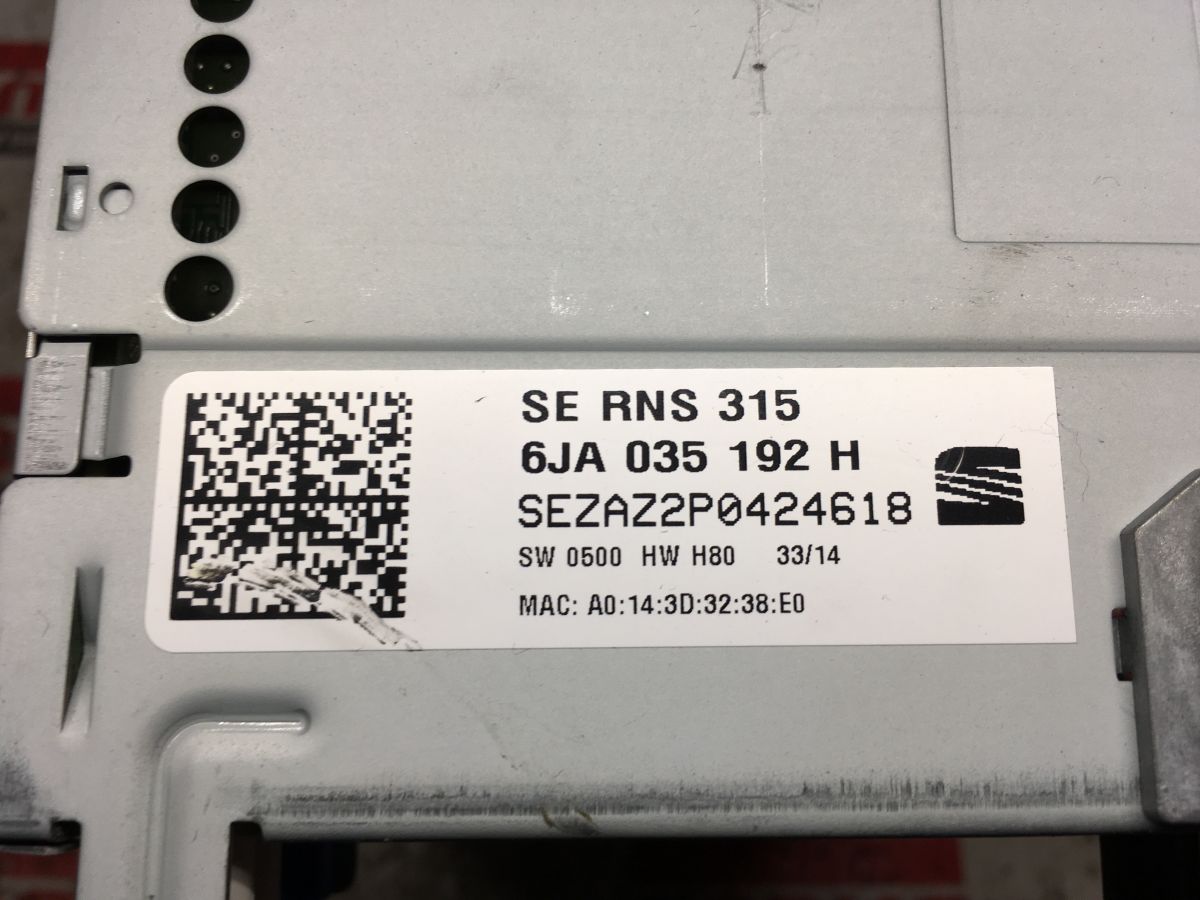 SE RNS 315
6JA 035 192 H
SEZAZ2P0424618
SW 0500 HW H80 33/14
MAC: A0:14:3D:32:38:E0